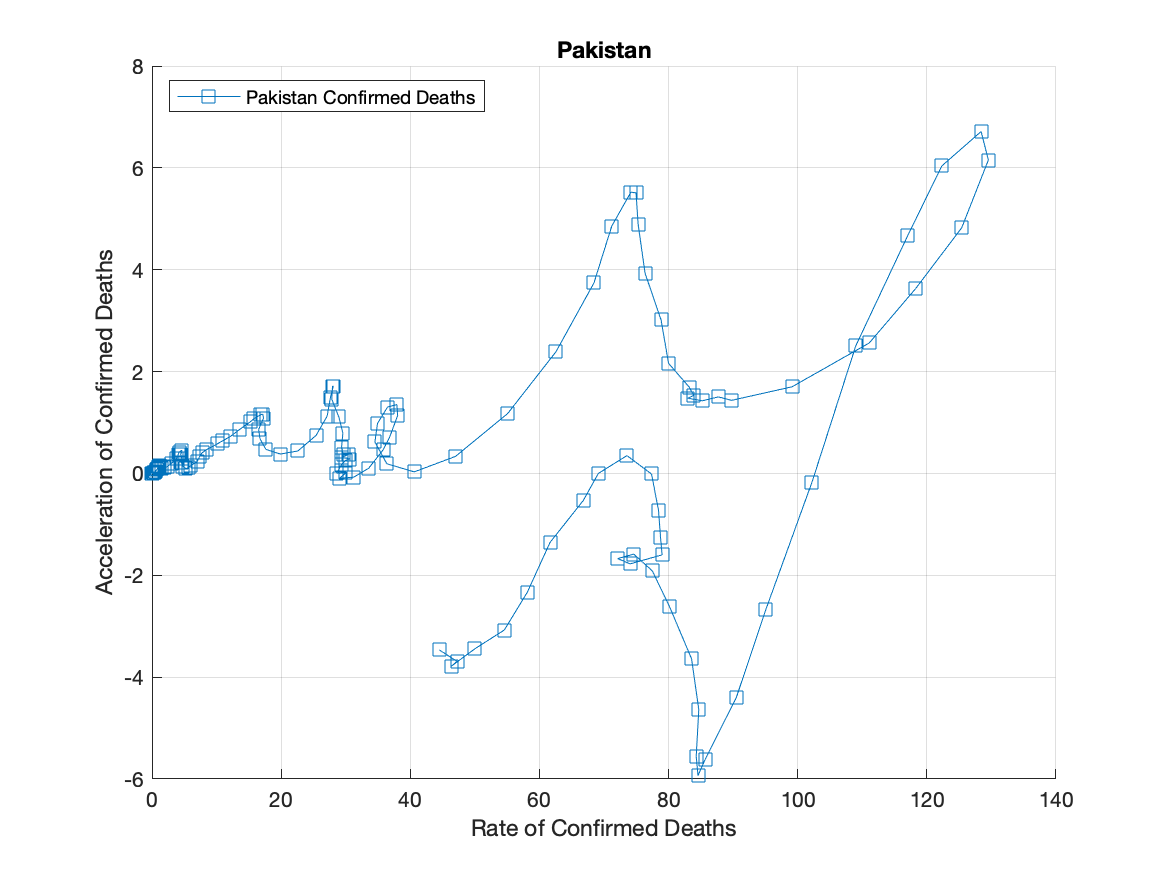 Pakistan
8
Pakistan Confirmed Deaths
6
4
2
0
-2
-4
-6
Acceleration of Confirmed Deaths
0 20 40 60 80 100 120 140
Rate of Confirmed Deaths